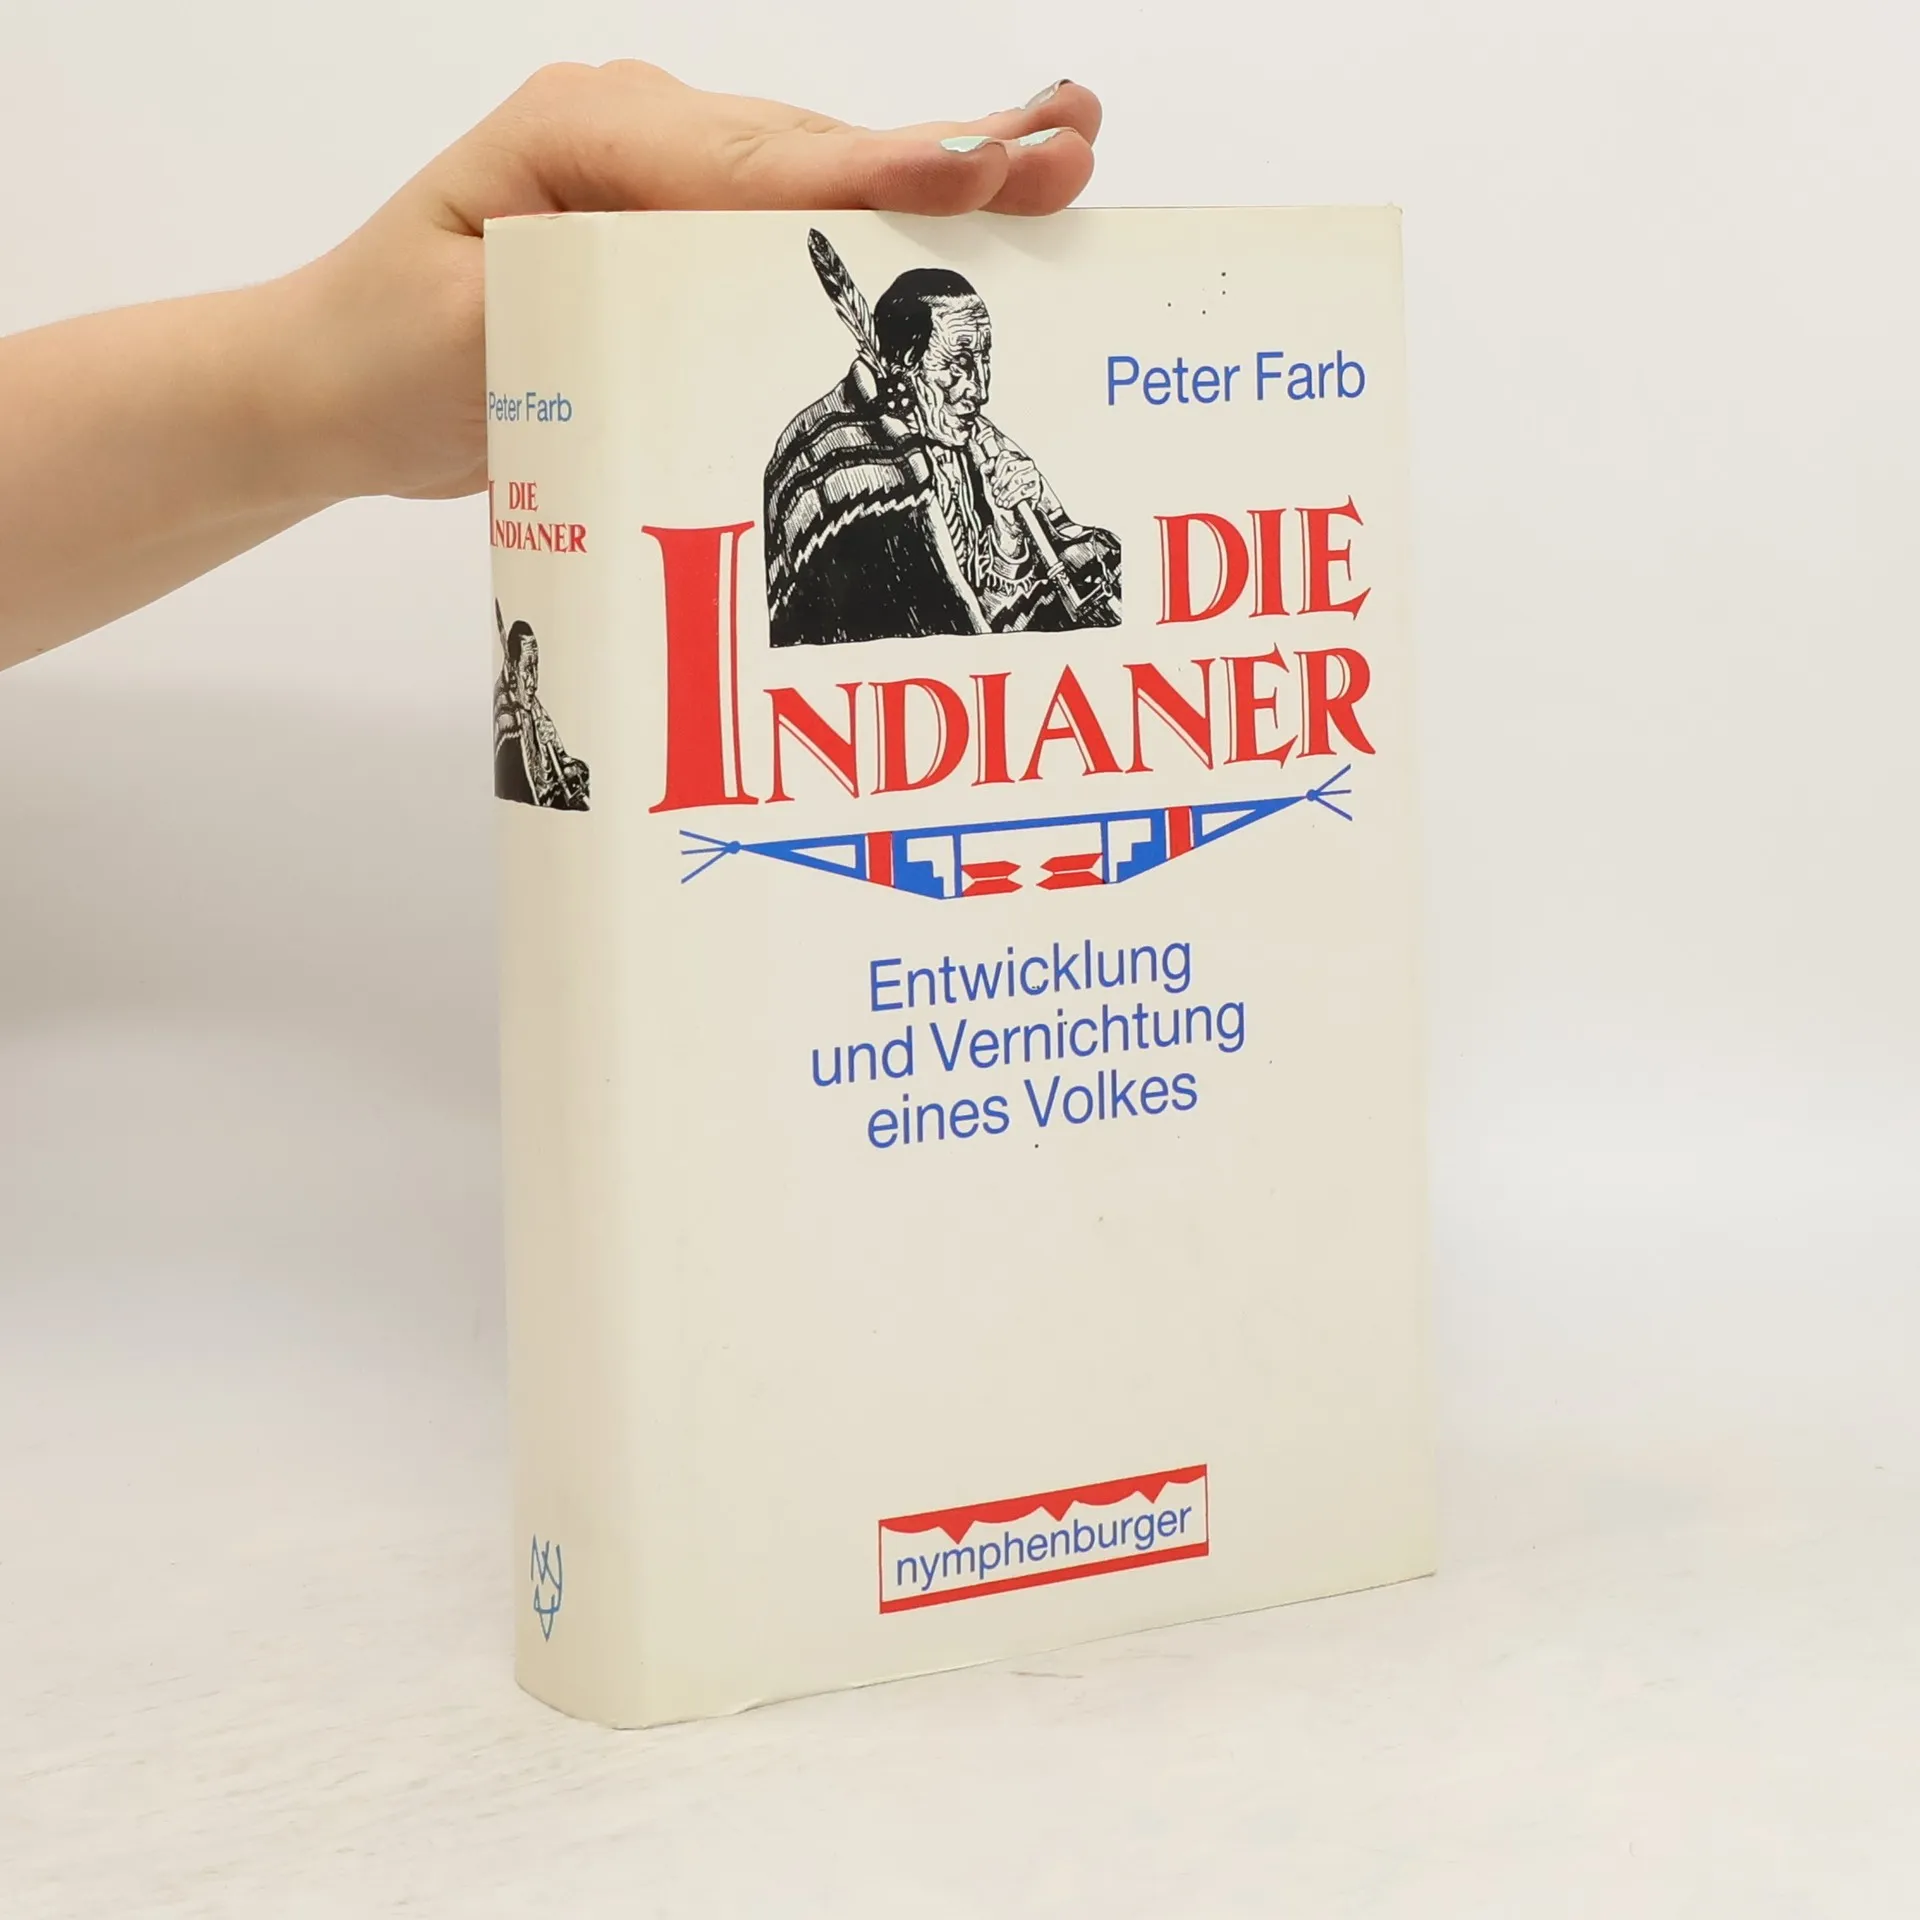 Peter Farb
DIE
INDIANER
Peter Farb
DIE
INDIANER
Entwicklung
und Vernichtung
eines Volkes
nymphenburger